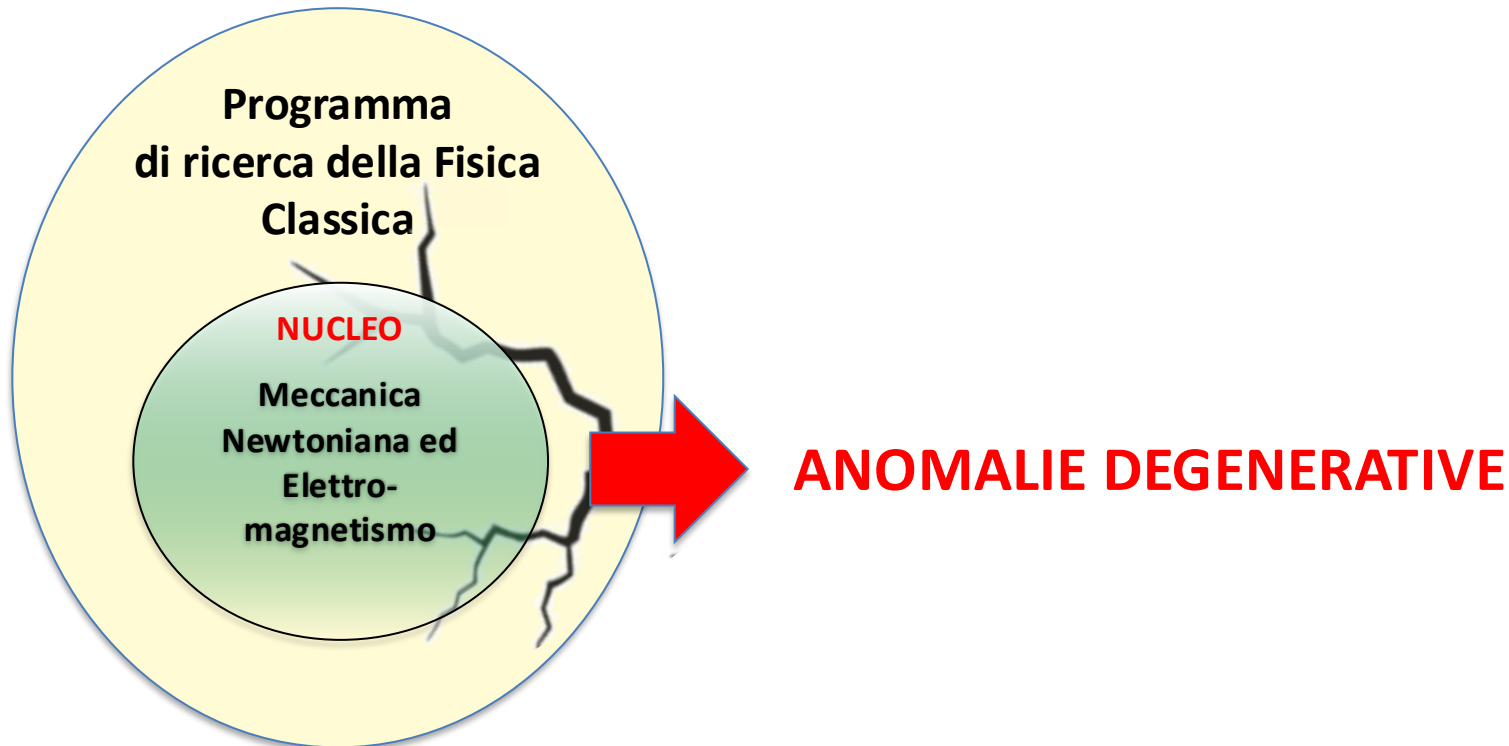 Programma
di ricerca della Fisica
Classica
NUCLEO
Meccanica
Newtoniana ed
Elettro-
magnetismo
ANOMALIE DEGENERATIVE